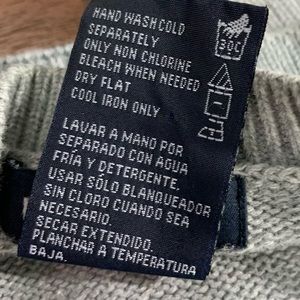 HAND WASH COLD
SEPARATELY
ONLY NON CHLORINE
BLEACH WHEN NEEDED
DRY FLAT
COOL IRON ONLY
30C
LAVAR A MANO POR
SEPARADO CON AGUA
FRÍA Y DETERGENTE.
USAR SÓLO BLANQUEADOR
SIN CLORO CUANDO SEA
NECESARIO.
SECAR EXTENDIDO.
PLANCHAR A TEMPERATURA
BAJA.